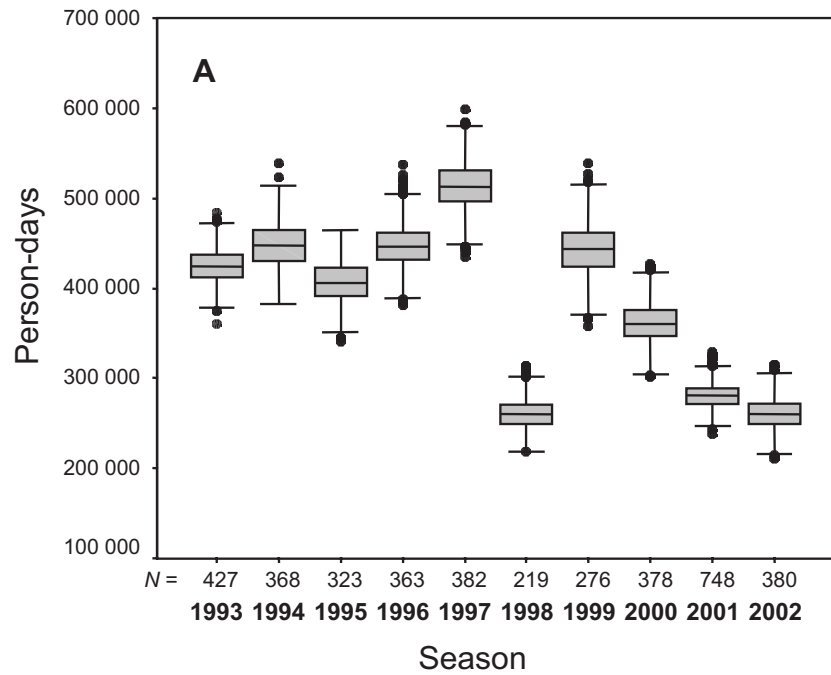 700 000
A
600 000
500 000
400 000
300 000
200 000
100 000
Person-days
N = 427 368 323 363 382 219 276 378 748 380
1993 1994 1995 1996 1997 1998 1999 2000 2001 2002
Season